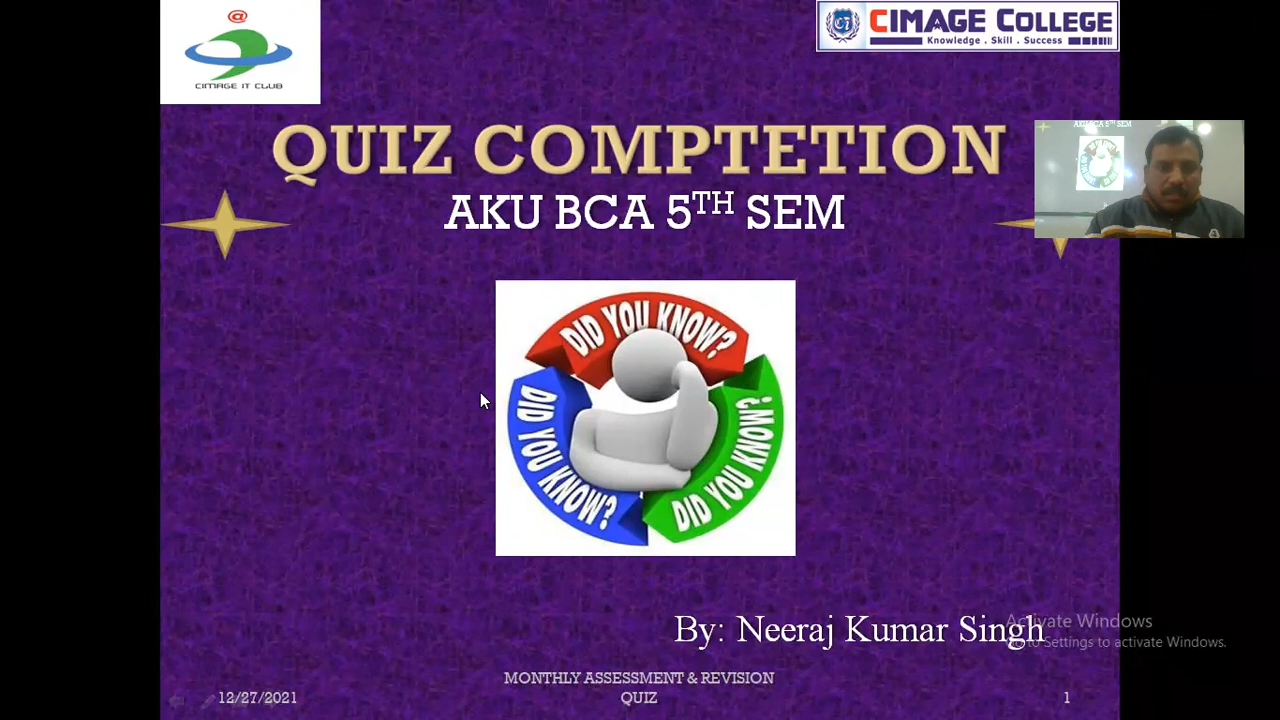 @
CIMAGE IT CLUB
CIMAGE COLLEGE
Knowledge . Skill . Success
QUIZ COMPTETION
AKU BCA 5TH SEM
DID YOU KNOW?
DID YOU KNOW?
DID YOU KNOW?
By: Neeraj Kumar Singh
Activate Windows
to Settings to activate Windows.
MONTHLY ASSESSMENT & REVISION
12/27/2021 QUIZ 1